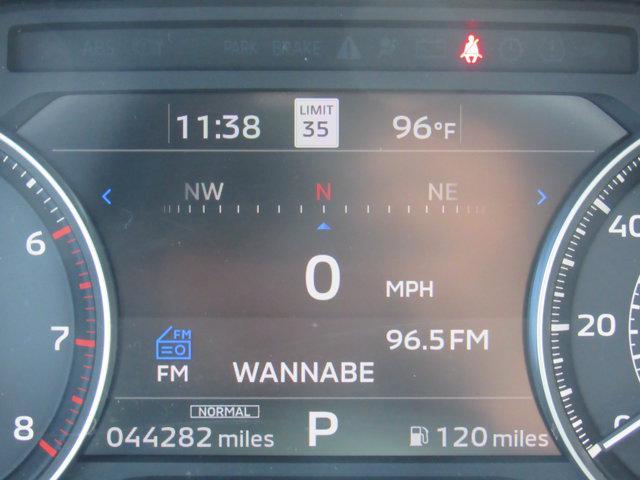 ABS
PARK BRAKE
11:38 LIMIT 35 96°F
NW N NE
0 MPH
6
40
FM
96.5 FM
20
7
FM WANNABE
NORMAL
044282 miles P 120 miles
8
0